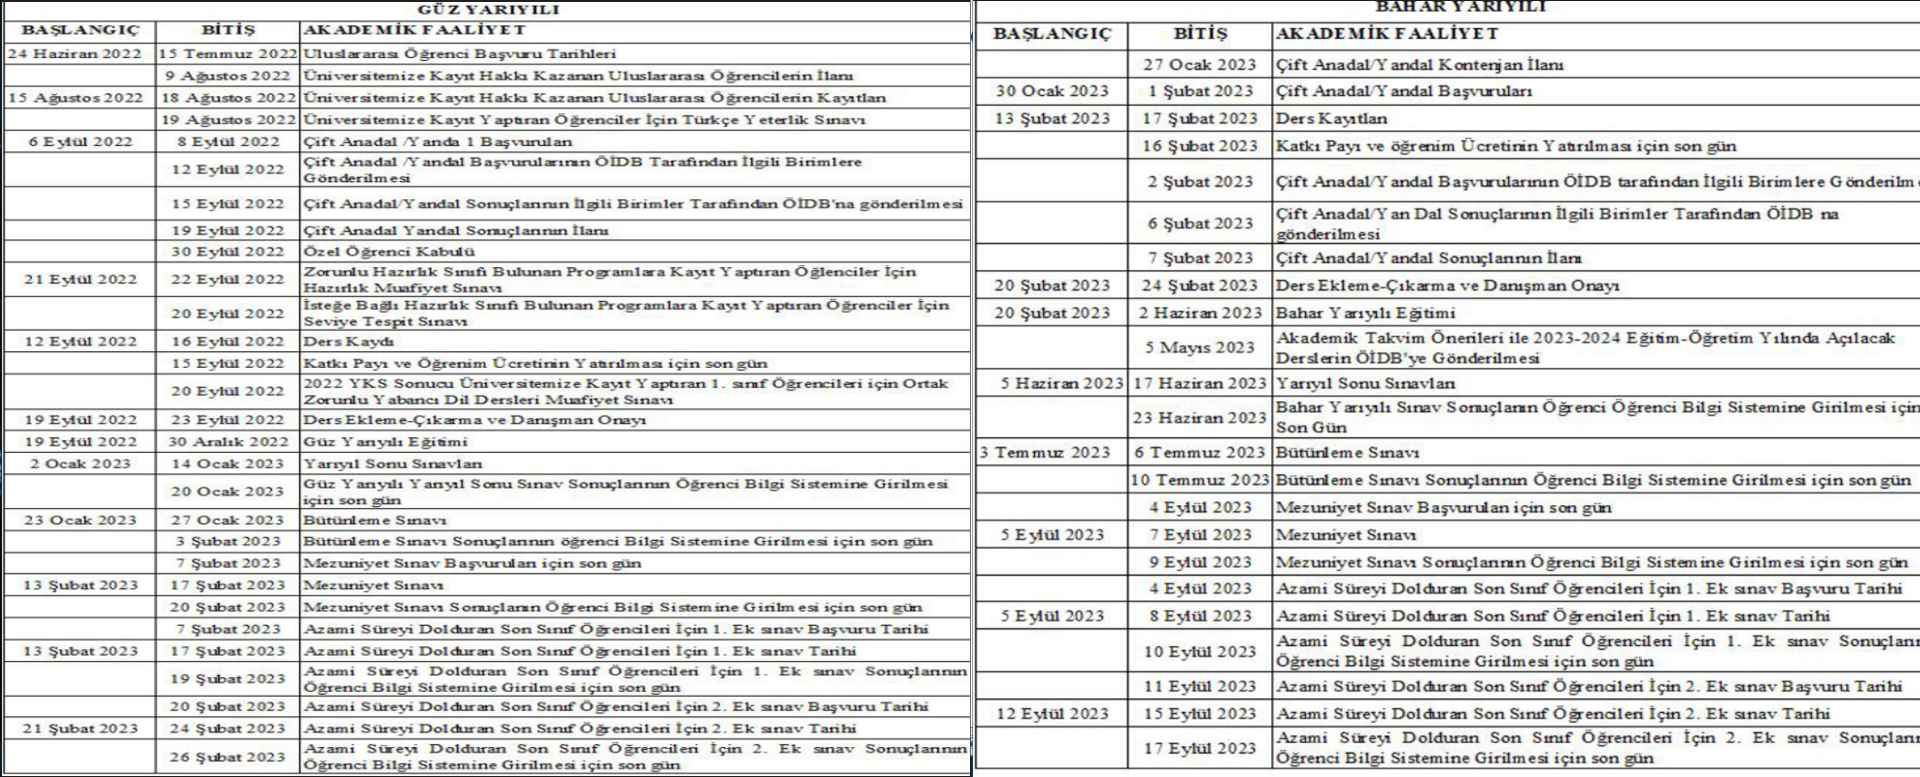 GÜZ YARIYILI
BAŞLANGIÇ BİTİŞ AKADEMİK FAALİYET
24 Haziran 2022 15 Temmuz 2022 Uluslararası Öğrenci Başvuru Tarihleri
9 Ağustos 2022 Üniversitemize Kayıt Hakkı Kazanan Uluslararası Öğrencilerin İlanı
15 Ağustos 2022 18 Ağustos 2022 Üniversitemize Kayıt Hakkı Kazanan Uluslararası Öğrencilerin Kayıtlan
19 Ağustos 2022 Üniversitemize Kayıt Yaptıran Öğrenciler İçin Türkçe Yeterlik Sınavı
6 Eylül 2022 8 Eylül 2022 Çift Anadal /Yanda 1 Başvurulan
12 Eylül 2022 Çift Anadal /Yandal Başvurularının ÖİDB Tarafından İlgili Birimlere
Gönderilmesi
15 Eylül 2022 Çift Anadal/Yandal Sonuçlarının İlgili Birimler Tarafından ÖİDB'na gönderilmesi
19 Eylül 2022 Çift Anadal Yandal Sonuçlarının İlanı
30 Eylül 2022 Özel Öğrenci Kabulü
21 Eylül 2022 22 Eylül 2022 Zorunlu Hazırlık Sınıfı Bulunan Programlara Kayıt Yaptıran Öğlenciler İçin
Hazırlık Muafiyet Sınavı
20 Eylül 2022 İsteğe Bağlı Hazırlık Sınıfı Bulunan Programlara Kayıt Yaptıran Öğrenciler İçin
Seviye Tespit Sınavı
12 Eylül 2022 16 Eylül 2022 Ders Kaydı
15 Eylül 2022 Katkı Payı ve Öğrenim Ücretinin Yatırılması için son gün
20 Eylül 2022 2022 YKS Sonucu Üniversitemize Kayıt Yaptıran 1. sınıf Öğrencileri için Ortak
Zorunlu Yabancı Dil Dersleri Muafiyet Sınavı
19 Eylül 2022 23 Eylül 2022 Ders Ekleme-Çıkarma ve Danışman Onayı
19 Eylül 2022 30 Aralık 2022 Güz Yarıyılı Eğitimi
2 Ocak 2023 14 Ocak 2023 Yarıyıl Sonu Sınavlan
20 Ocak 2023 Güz Yarıyılı Yarıyıl Sonu Sınav Sonuçlarının Öğrenci Bilgi Sistemine Girilmesi
için son gün
23 Ocak 2023 27 Ocak 2023 Bütünleme Sınavı
3 Şubat 2023 Bütünleme Sınavı Sonuçlarının öğrenci Bilgi Sistemine Girilmesi için son gün
7 Şubat 2023 Mezuniyet Sınav Başvurulan için son gün
13 Şubat 2023 17 Şubat 2023 Mezuniyet Sınavı
20 Şubat 2023 Mezuniyet Sınavı Sonuçlanın Öğrenci Bilgi Sistemine Girilmesi için son gün
7 Şubat 2023 Azami Süreyi Dolduran Son Sınıf Öğrencileri İçin 1. Ek sınav Başvuru Tarihi
13 Şubat 2023 17 Şubat 2023 Azami Süreyi Dolduran Son Sınıf Öğrencileri İçin 1. Ek sınav Tarihi
19 Şubat 2023 Azami Süreyi Dolduran Son Sınıf Öğrencileri İçin 1. Ek sınav Sonuçlarının
Öğrenci Bilgi Sistemine Girilmesi için son gün
20 Şubat 2023 Azami Süreyi Dolduran Son Sınıf Öğrencileri İçin 2. Ek sınav Başvuru Tarihi
21 Şubat 2023 24 Şubat 2023 Azami Süreyi Dolduran Son Sınıf Öğrencileri İçin 2. Ek sınav Tarihi
26 Şubat 2023 Azami Süreyi Dolduran Son Sınıf Öğrencileri İçin 2. Ek sınav Sonuçlarının
Öğrenci Bilgi Sistemine Girilmesi için son gün
BAHAR YARIYILI
BAŞLANGIÇ BİTİŞ AKADEMİK FAALİYET
27 Ocak 2023 Çift Anadal/Yandal Kontenjan İlanı
30 Ocak 2023 1 Şubat 2023 Çift Anadal/Yandal Başvuruları
13 Şubat 2023 17 Şubat 2023 Ders Kayıtlan
16 Şubat 2023 Katkı Payı ve öğrenim Ücretinin Yatırılması için son gün
2 Şubat 2023 Çift Anadal/Yandal Başvurularının ÖİDB tarafından İlgili Birimlere Gönderilme
6 Şubat 2023 Çift Anadal/Yan Dal Sonuçlarının İlgili Birimler Tarafından ÖİDB na
gönderilmesi
7 Şubat 2023 Çift Anadal/Yandal Sonuçlarının İlanı
20 Şubat 2023 24 Şubat 2023 Ders Ekleme-Çıkarma ve Danışman Onayı
20 Şubat 2023 2 Haziran 2023 Bahar Yarıyılı Eğitimi
5 Mayıs 2023 Akademik Takvim Önerileri ile 2023-2024 Eğitim-Öğretim Yılında Açılacak
Derslerin ÖİDB'ye Gönderilmesi
5 Haziran 2023 17 Haziran 2023 Yarıyıl Sonu Sınavlan
23 Haziran 2023 Bahar Yarıyılı Sınav Sonuçlanın Öğrenci Öğrenci Bilgi Sistemine Girilmesi için
Son Gün
3 Temmuz 2023 6 Temmuz 2023 Bütünleme Sınavı
10 Temmuz 2023 Bütünleme Sınavı Sonuçlarının Öğrenci Bilgi Sistemine Girilmesi için son gün
4 Eylül 2023 Mezuniyet Sınav Başvurulan için son gün
5 Eylül 2023 7 Eylül 2023 Mezuniyet Sınavı
9 Eylül 2023 Mezuniyet Sınavı Sonuçlarının Öğrenci Bilgi Sistemine Girilmesi için son gün
4 Eylül 2023 Azami Süreyi Dolduran Son Sınıf Öğrencileri İçin 1. Ek sınav Başvuru Tarihi
5 Eylül 2023 8 Eylül 2023 Azami Süreyi Dolduran Son Sınıf Öğrencileri İçin 1. Ek sınav Tarihi
10 Eylül 2023 Azami Süreyi Dolduran Son Sınıf Öğrencileri İçin 1. Ek sınav Sonuçların
Öğrenci Bilgi Sistemine Girilmesi için son gün
11 Eylül 2023 Azami Süreyi Dolduran Son Sınıf Öğrencileri İçin 2. Ek sınav Başvuru Tarihi
12 Eylül 2023 15 Eylül 2023 Azami Süreyi Dolduran Son Sınıf Öğrencileri İçin 2. Ek sınav Tarihi
17 Eylül 2023 Azami Süreyi Dolduran Son Sınıf Öğrencileri İçin 2. Ek sınav Sonuçların
Öğrenci Bilgi Sistemine Girilmesi için son gün